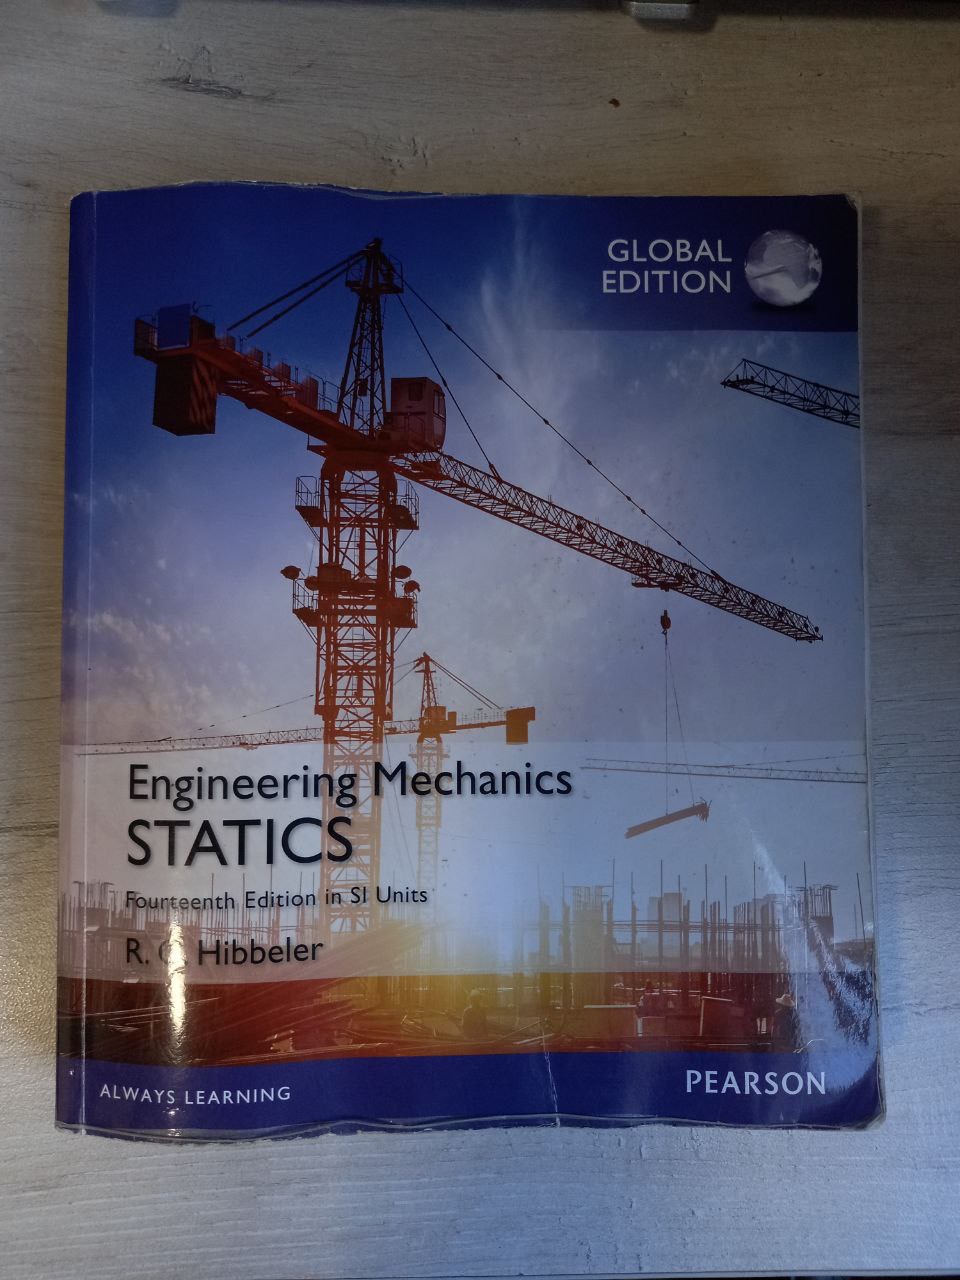 GLOBAL
EDITION
Engineering Mechanics
STATICS
Fourteenth Edition in SI Units
R. C. Hibbeler
ALWAYS LEARNING
PEARSON